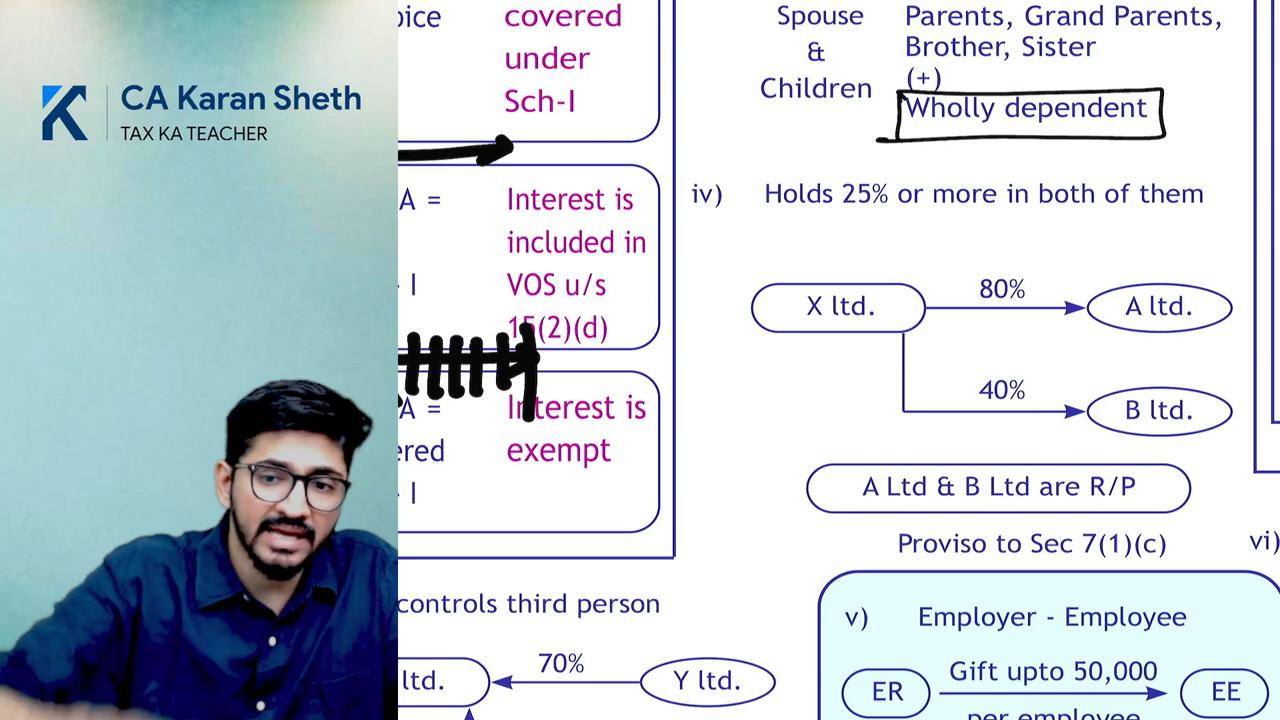 CA Karan Sheth
TAX KA TEACHER
covered
under
Sch-I
A =
Interest is
included in
VOS u/s
15(2)(d)
I
A =
Interest is
exempt
I
controls third person
ltd.
70%
Y ltd.
Spouse
&
Children
Parents, Grand Parents,
Brother, Sister
(+)
Wholly dependent
iv) Holds 25% or more in both of them
X ltd.
80%
A ltd.
40%
B ltd.
A Ltd & B Ltd are R/P
Proviso to Sec 7(1)(c)
vi)
v) Employer - Employee
ER
Gift upto 50,000
per employee
EE